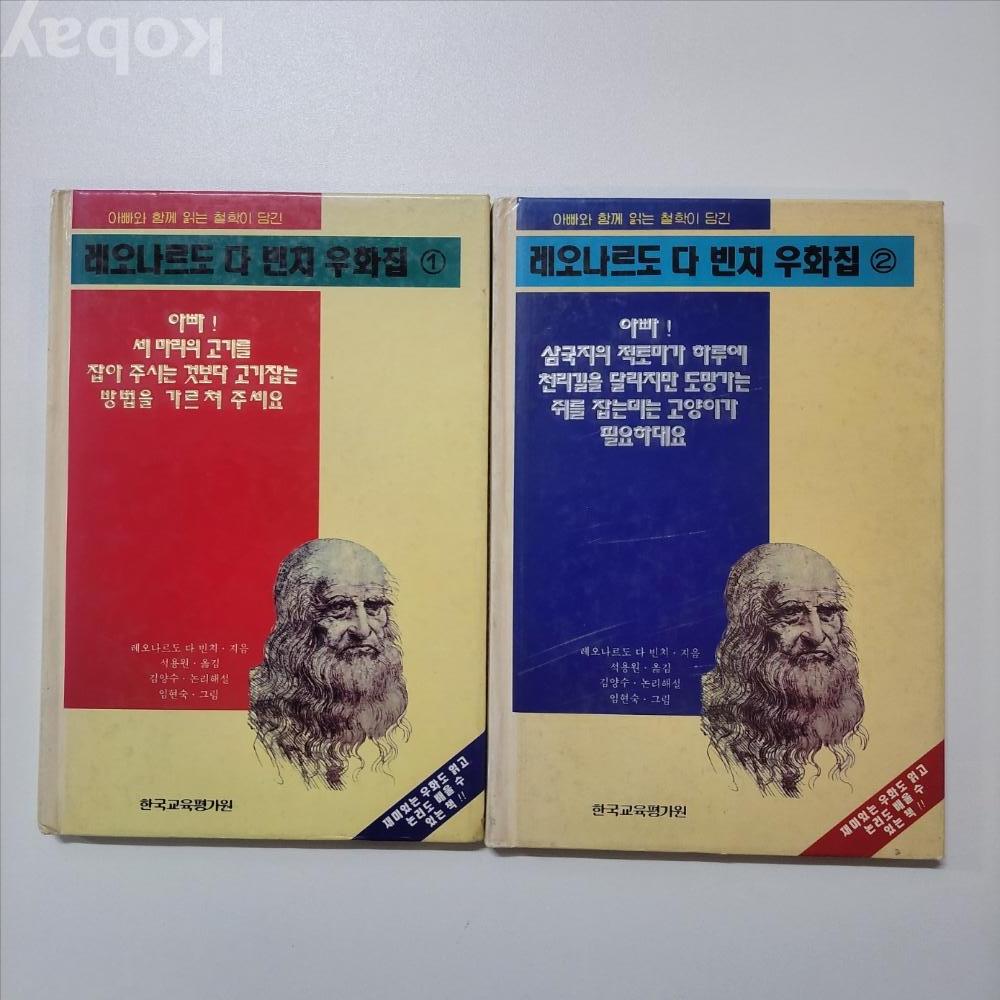 kobay
아빠와 함께 읽는 철학이 담긴
레오나르도 다 빈치 우화집 ①
아빠 !
세 마리의 고기를
잡아 주시는 것보다 고기잡는
방법을 가르쳐 주세요
레오나르도 다 빈치 · 지음
석용원 · 옮김
김양수 · 논리해설
임현숙 · 그림
한국교육평가원
재미있는 우화도 읽고
논리도 배울 수
있는 책 !!
아빠와 함께 읽는 철학이 담긴
레오나르도 다 빈치 우화집 ②
아빠 !
삼국지의 적토마가 하루에
천리길을 달리지만 도망가는
쥐를 잡는데는 고양이가
필요하대요
레오나르도 다 빈치 · 지음
석용원 · 옮김
김양수 · 논리해설
임현숙 · 그림
한국교육평가원
재미있는 우화도 읽고
논리도 배울 수
있는 책 !!